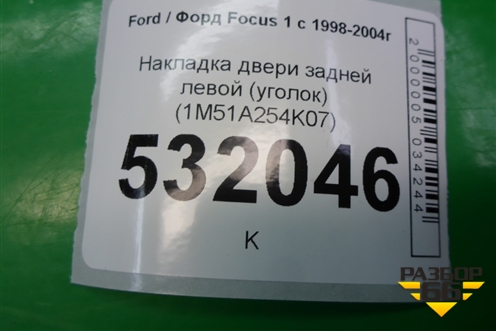 Ford / Форд Focus 1 с 1998-2004г
Накладка двери задней
левой (уголок)
(1M51A254K07)
532046
К
2000005034244
РАЗБОР
66